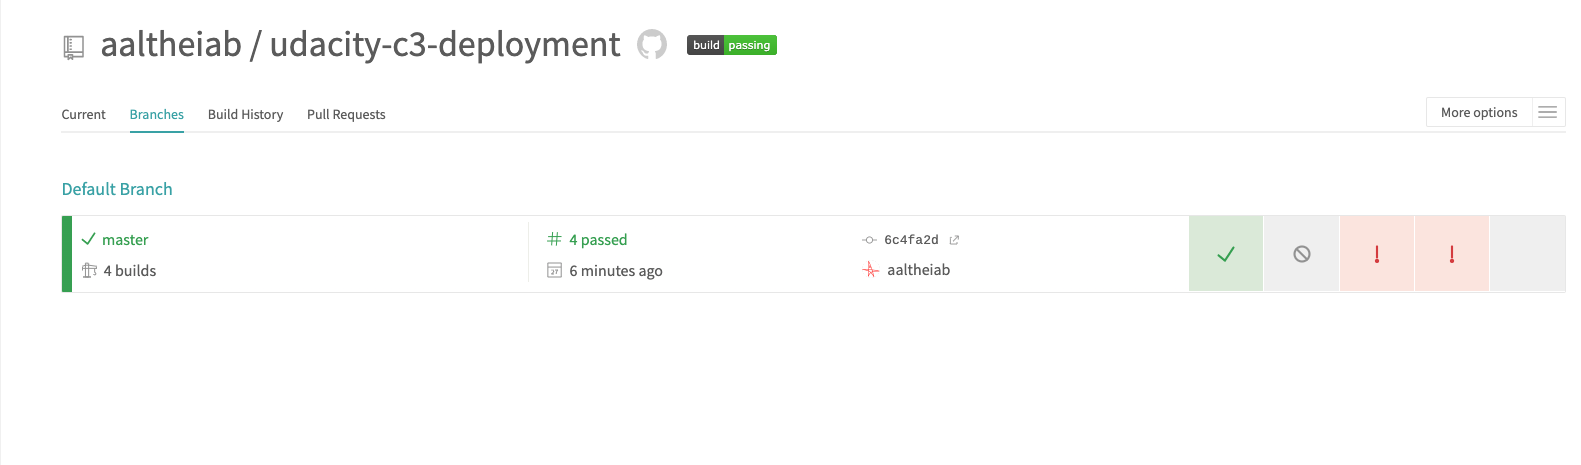 aaltheiab / udacity-c3-deployment build passing
Current Branches Build History Pull Requests More options
Default Branch
master 4 passed 6c4fa2d
4 builds 27 6 minutes ago aaltheiab